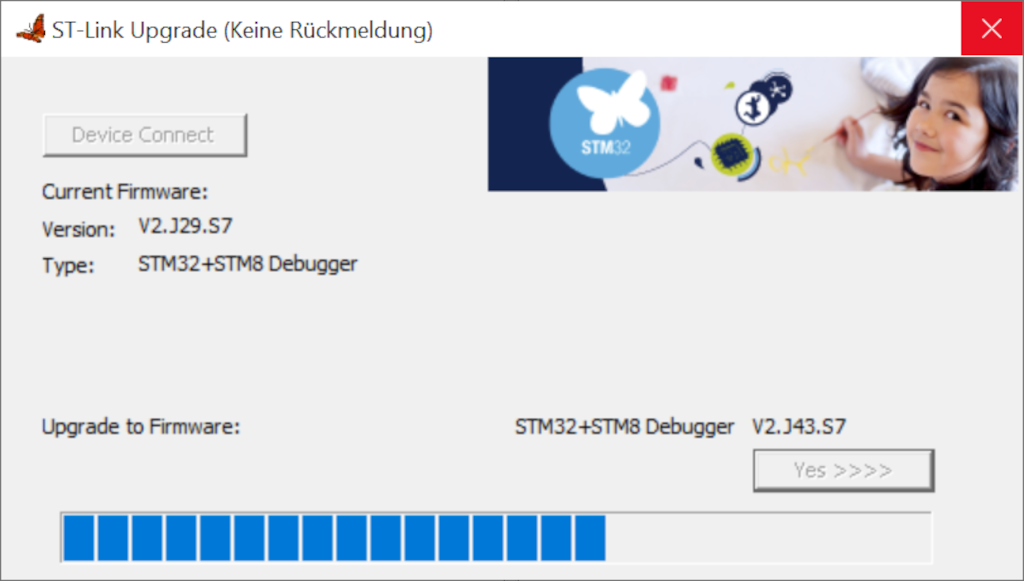 ST-Link Upgrade (Keine Rückmeldung)
STM32
Device Connect
Current Firmware:
Version: V2.J29.S7
Type: STM32+STM8 Debugger
Upgrade to Firmware: STM32+STM8 Debugger V2.J43.S7
Yes >>>>